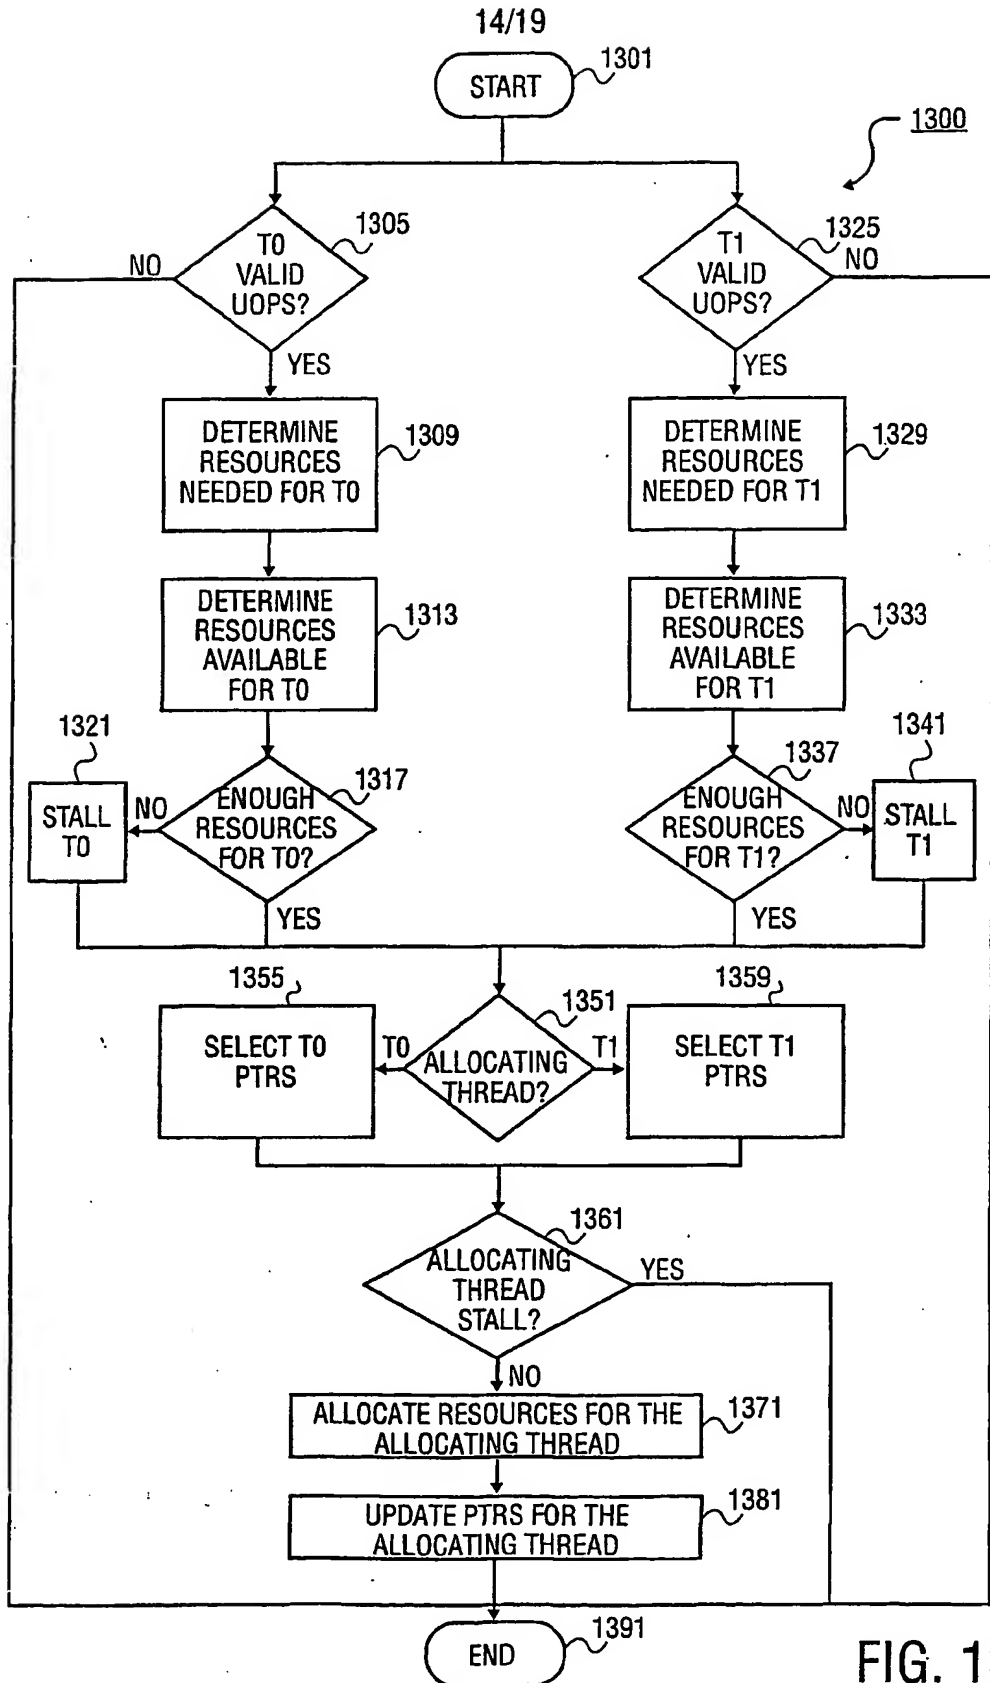 14/19
START
1301
1300
T0
VALID
UOPS?
1305
NO
YES
T1
VALID
UOPS?
1325
NO
YES
DETERMINE
RESOURCES
NEEDED FOR T0
1309
DETERMINE
RESOURCES
NEEDED FOR T1
1329
DETERMINE
RESOURCES
AVAILABLE
FOR T0
1313
DETERMINE
RESOURCES
AVAILABLE
FOR T1
1333
1321
STALL
T0
NO
ENOUGH
RESOURCES
FOR T0?
1317
YES
ENOUGH
RESOURCES
FOR T1?
1337
NO
YES
1341
STALL
T1
1355
SELECT T0
PTRS
T0
ALLOCATING
THREAD?
1351
T1
1359
SELECT T1
PTRS
ALLOCATING
THREAD
STALL?
1361
YES
NO
ALLOCATE RESOURCES FOR THE
ALLOCATING THREAD
1371
UPDATE PTRS FOR THE
ALLOCATING THREAD
1381
END
1391
FIG. 1